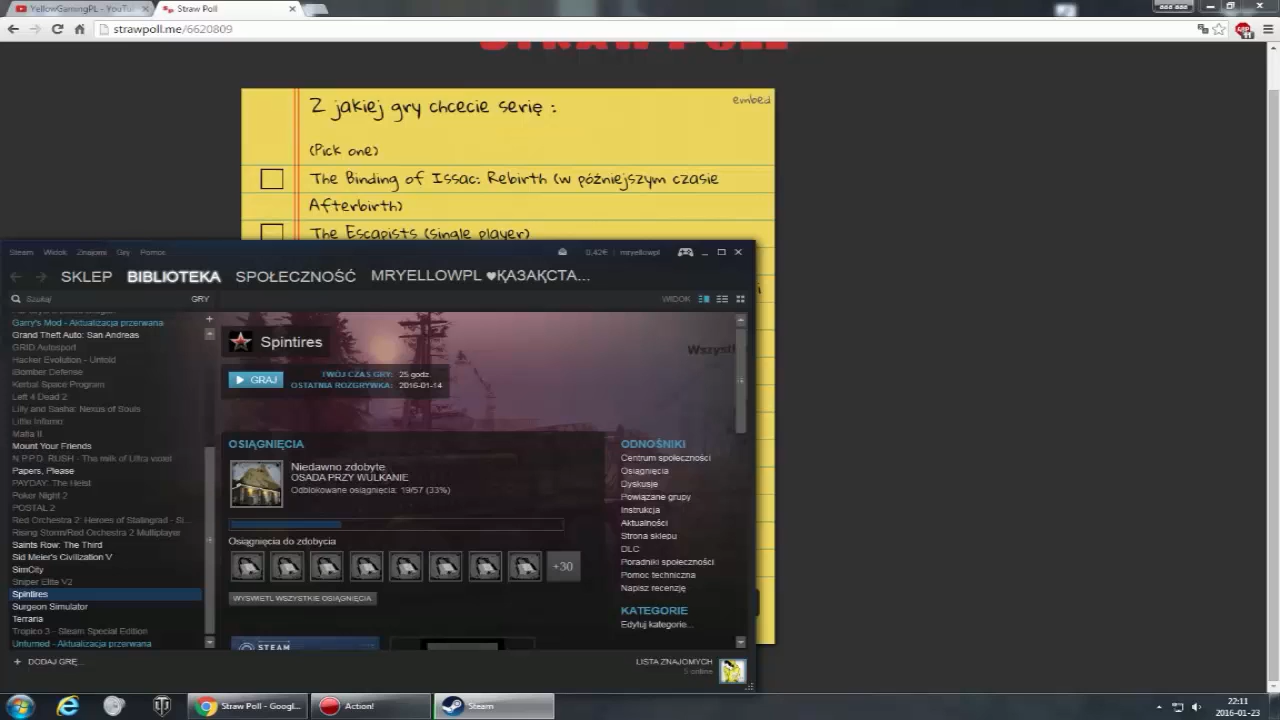 YellowGamingPL - YouTu
Straw Poll
strawpoll.me/6620809
STRAW POLL
embed
Z jakiej gry chcecie serię :
(Pick one)
The Binding of Issac: Rebirth (w późniejszym czasie
Afterbirth)
The Escapists (single player)
Steam Widok Znajomi Gry Pomoc
0,42€ mryellowpl
SKLEP BIBLIOTEKA SPOŁECZNOŚĆ MRYELLOWPL ♥ҚАЗАҚСТА...
Szukaj GRY
WIDOK
Garry's Mod - Aktualizacja przerwana
Grand Theft Auto: San Andreas
GRID Autosport
Hacker Evolution - Untold
iBomber Defense
Kerbal Space Program
Left 4 Dead 2
Lilly and Sasha: Nexus of Souls
Little Inferno
Mafia II
Mount Your Friends
N.P.P.D. RUSH - The milk of Ultra violet
Papers, Please
PAYDAY: The Heist
Poker Night 2
POSTAL 2
Red Orchestra 2: Heroes of Stalingrad - Si...
Rising Storm/Red Orchestra 2 Multiplayer
Saints Row: The Third
Sid Meier's Civilization V
SimCity
Sniper Elite V2
Spintires
Surgeon Simulator
Terraria
Tropico 3 - Steam Special Edition
Unturned - Aktualizacja przerwana
+ DODAJ GRĘ...
Spintires
Wszystk
GRAJ
TWÓJ CZAS GRY: 25 godz.
OSTATNIA ROZGRYWKA: 2016-01-14
OSIĄGNIĘCIA
Niedawno zdobyte:
OSADA PRZY WULKANIE
Odblokowane osiągnięcia: 19/57 (33%)
Osiągnięcia do zdobycia
+30
WYŚWIETL WSZYSTKIE OSIĄGNIĘCIA
STEAM
ODNOŚNIKI
Centrum społeczności
Osiągnięcia
Dyskusje
Powiązane grupy
Instrukcja
Aktualności
Strona sklepu
DLC
Poradniki społeczności
Pomoc techniczna
Napisz recenzję
KATEGORIE
Edytuj kategorie...
LISTA ZNAJOMYCH
5 online
Straw Poll - Googl...
Action!
Steam
22:11
2016-01-23